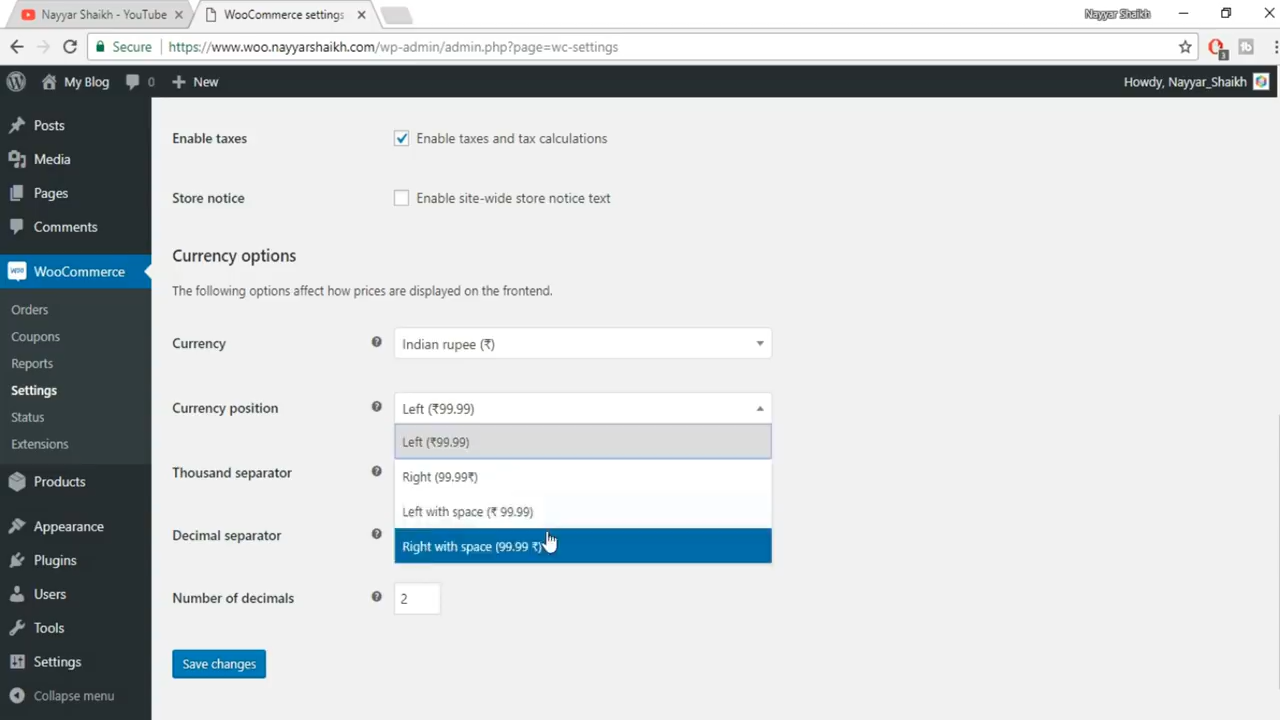 Nayyar Shaikh - YouTube
WooCommerce settings
Nayyar Shaikh
Secure https://www.woo.nayyarshaikh.com/wp-admin/admin.php?page=wc-settings
3
My Blog 0 New
Howdy, Nayyar_Shaikh
Posts
Media
Pages
Comments
WooCommerce
Orders
Coupons
Reports
Settings
Status
Extensions
Products
Appearance
Plugins
Users
Tools
Settings
Collapse menu
Enable taxes
Enable taxes and tax calculations
Store notice
Enable site-wide store notice text
Currency options
The following options affect how prices are displayed on the frontend.
Currency
Indian rupee (₹)
Currency position
Left (₹99.99)
Left (₹99.99)
Right (99.99₹)
Left with space (₹ 99.99)
Right with space (99.99 ₹)
Thousand separator
Decimal separator
Number of decimals
2
Save changes